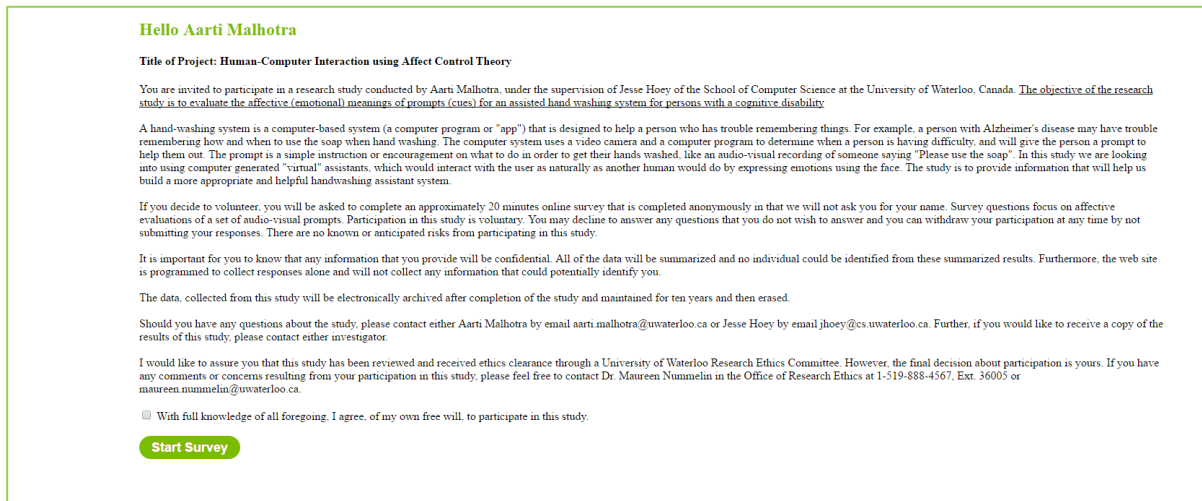 Hello Aarti Malhotra
Title of Project: Human-Computer Interaction using Affect Control Theory
You are invited to participate in a research study conducted by Aarti Malhotra, under the supervision of Jesse Hoey of the School of Computer Science at the University of Waterloo, Canada. The objective of the research
study is to evaluate the affective (emotional) meanings of prompts (cues) for an assisted hand washing system for persons with a cognitive disability
A hand-washing system is a computer-based system (a computer program or "app") that is designed to help a person who has trouble remembering things. For example, a person with Alzheimer's disease may have trouble
remembering how and when to use the soap when hand washing. The computer system uses a video camera and a computer program to determine when a person is having difficulty, and will give the person a prompt to
help them out. The prompt is a simple instruction or encouragement on what to do in order to get their hands washed, like an audio-visual recording of someone saying "Please use the soap". In this study we are looking
into using computer generated "virtual" assistants, which would interact with the user as naturally as another human would do by expressing emotions using the face. The study is to provide information that will help us
build a more appropriate and helpful handwashing assistant system.
If you decide to volunteer, you will be asked to complete an approximately 20 minutes online survey that is completed anonymously in that we will not ask you for your name. Survey questions focus on affective
evaluations of a set of audio-visual prompts. Participation in this study is voluntary. You may decline to answer any questions that you do not wish to answer and you can withdraw your participation at any time by not
submitting your responses. There are no known or anticipated risks from participating in this study.
It is important for you to know that any information that you provide will be confidential. All of the data will be summarized and no individual could be identified from these summarized results. Furthermore, the web site
is programmed to collect responses alone and will not collect any information that could potentially identify you.
The data, collected from this study will be electronically archived after completion of the study and maintained for ten years and then erased.
Should you have any questions about the study, please contact either Aarti Malhotra by email aarti.malhotra@uwaterloo.ca or Jesse Hoey by email jhoey@cs.uwaterloo.ca. Further, if you would like to receive a copy of the
results of this study, please contact either investigator.
I would like to assure you that this study has been reviewed and received ethics clearance through a University of Waterloo Research Ethics Committee. However, the final decision about participation is yours. If you have
any comments or concerns resulting from your participation in this study, please feel free to contact Dr. Maureen Nummelin in the Office of Research Ethics at 1-519-888-4567, Ext. 36005 or
maureen.nummelin@uwaterloo.ca.
With full knowledge of all foregoing, I agree, of my own free will, to participate in this study.
Start Survey